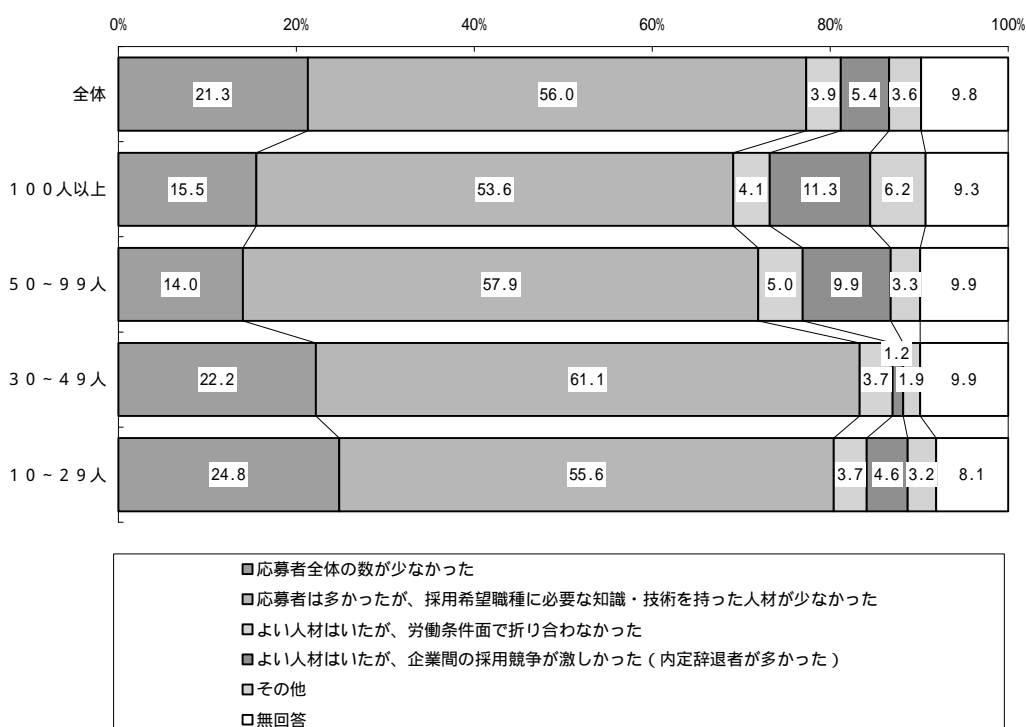 0% 20% 40% 60% 80% 100%
全体 21.3 56.0 3.9 5.4 3.6 9.8
１００人以上 15.5 53.6 4.1 11.3 6.2 9.3
５０~９９人 14.0 57.9 5.0 9.9 3.3 9.9
３０~４９人 22.2 61.1 3.7 1.2 1.9 9.9
１０~２９人 24.8 55.6 3.7 4.6 3.2 8.1
応募者全体の数が少なかった
応募者は多かったが、採用希望職種に必要な知識・技術を持った人材が少なかった
よい人材はいたが、労働条件面で折り合わなかった
よい人材はいたが、企業間の採用競争が激しかった（内定辞退者が多かった）
その他
無回答